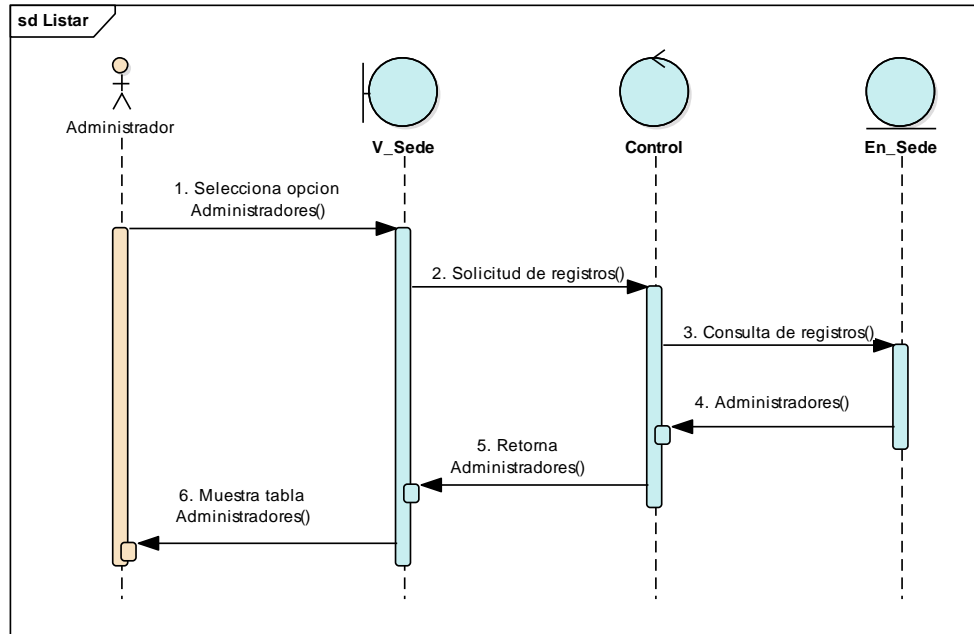 sd Listar
Administrador
V_Sede
Control
En_Sede
1. Selecciona opcion
Administradores()
2. Solicitud de registros()
3. Consulta de registros()
4. Administradores()
5. Retorna
Administradores()
6. Muestra tabla
Administradores()